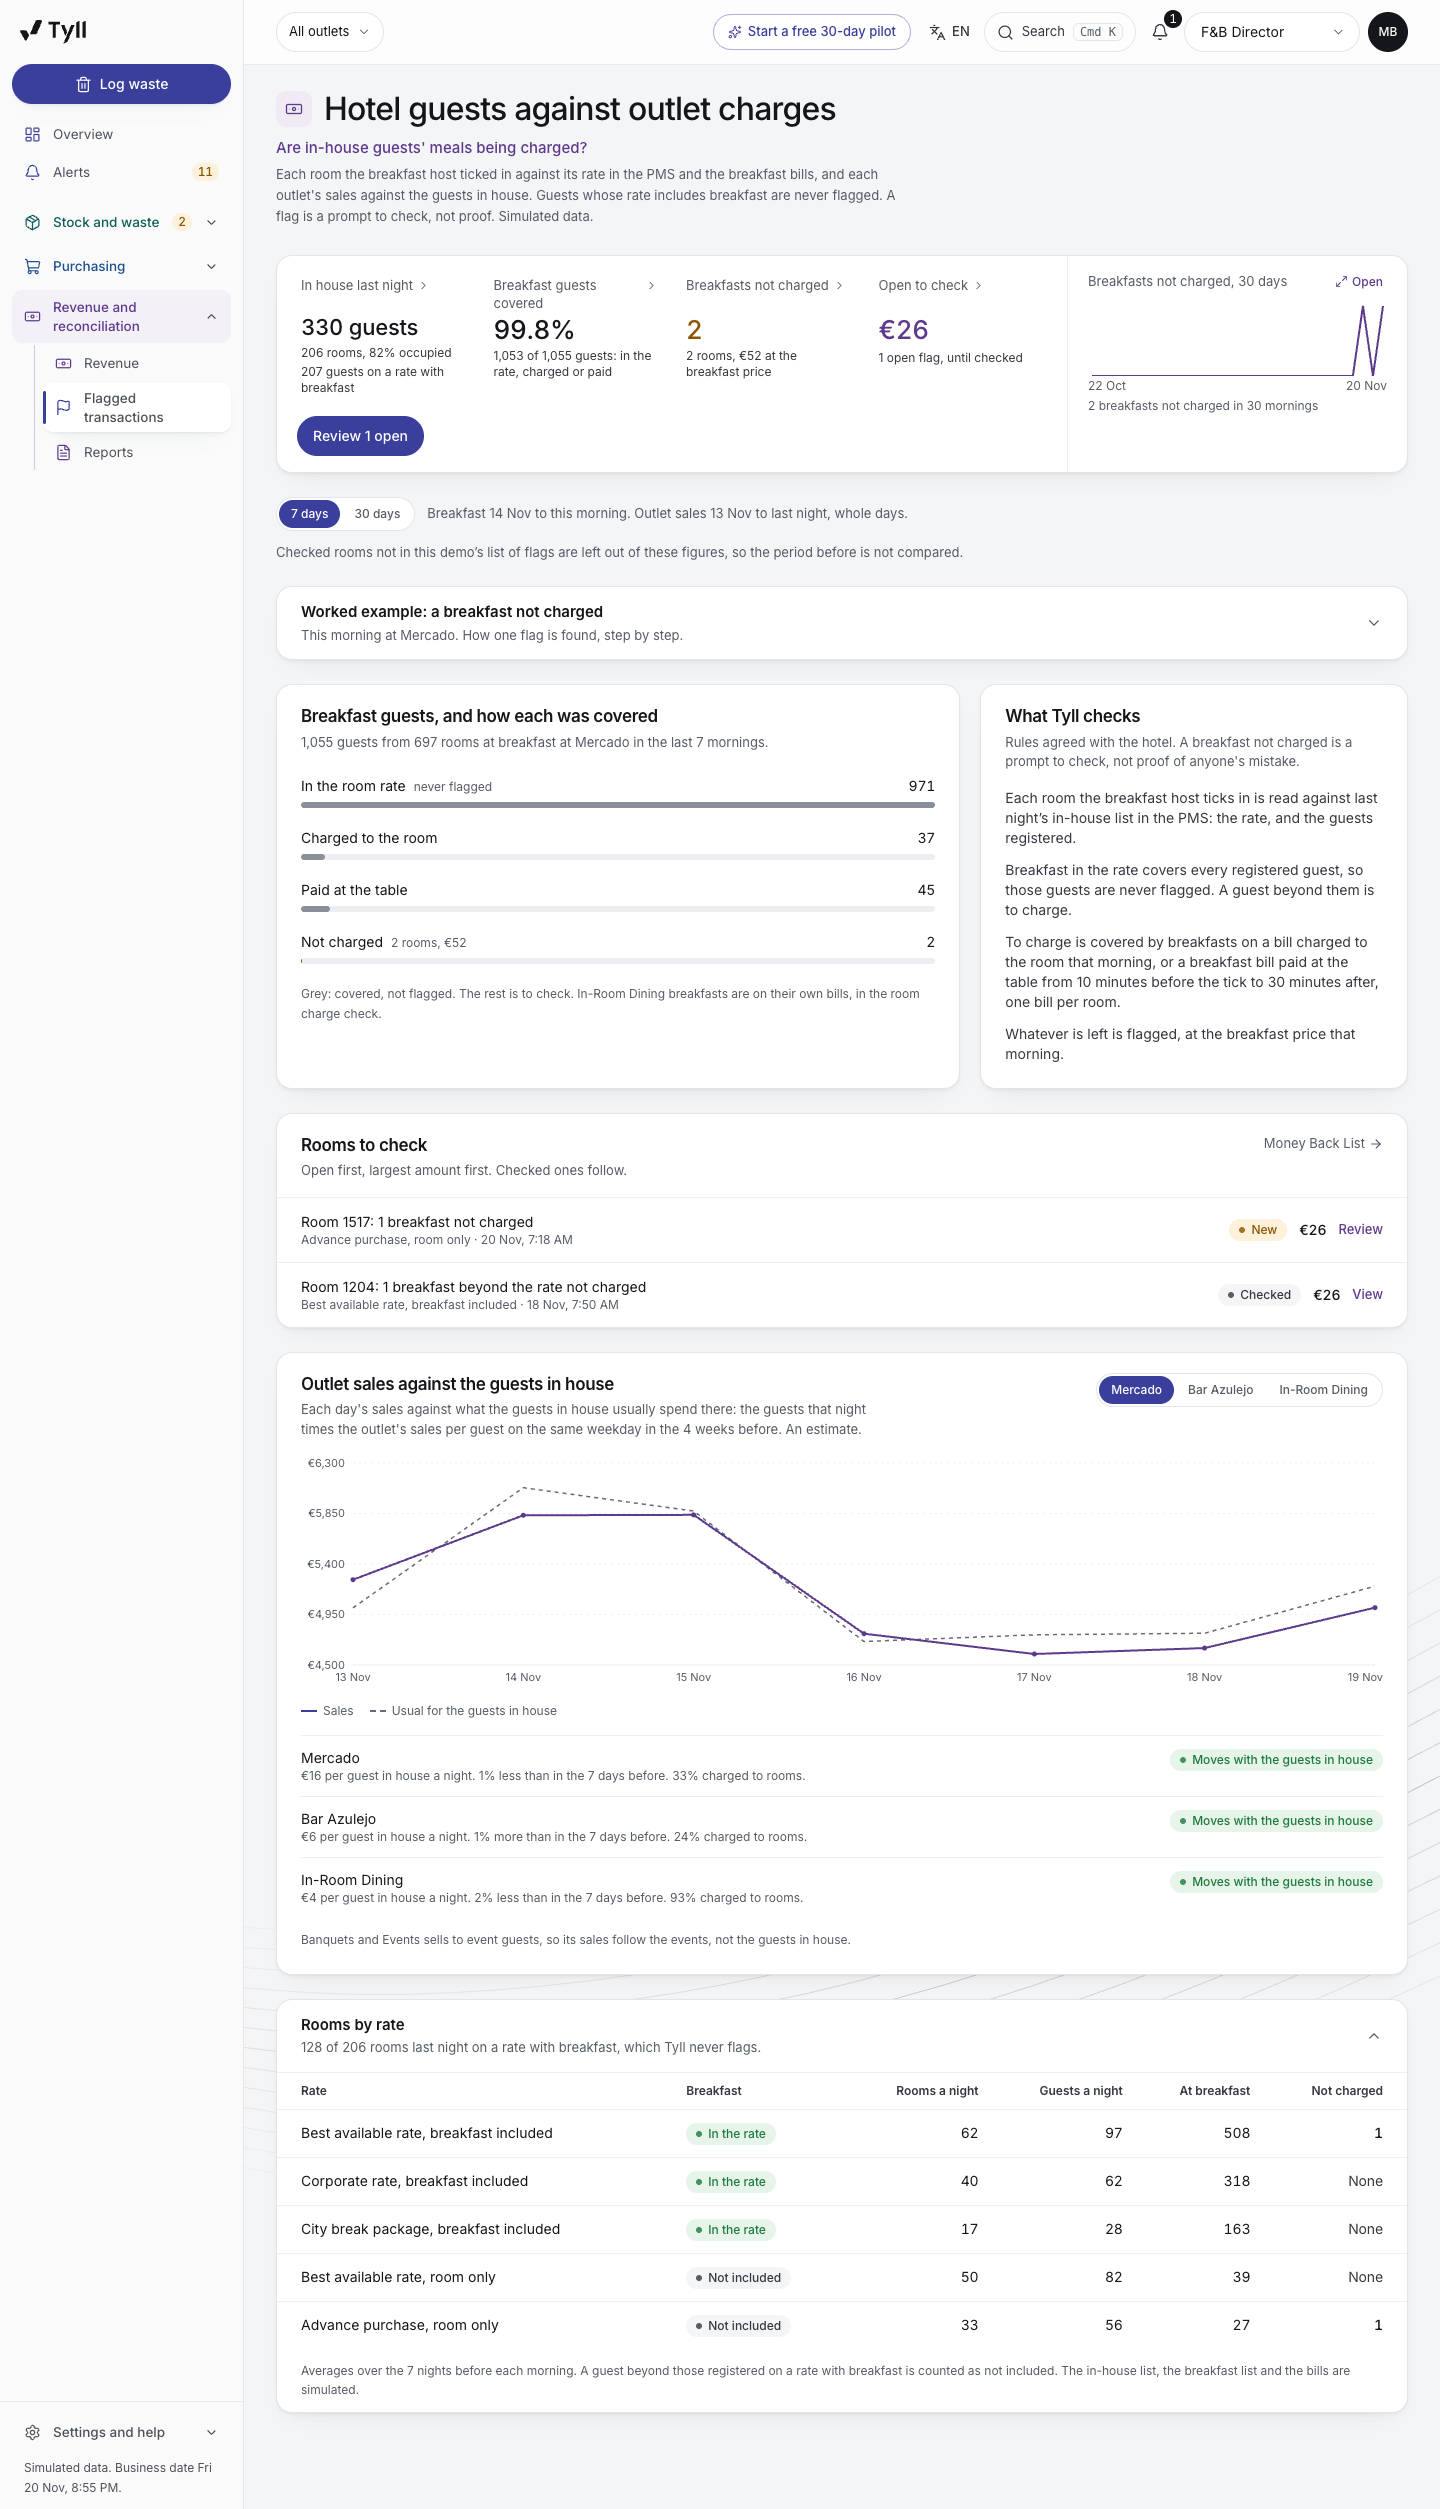 Tyll
Log waste
Overview
Alerts 11
Stock and waste 2
Purchasing
Revenue and
reconciliation
Revenue
Flagged
transactions
Reports
Settings and help
Simulated data. Business date Fri
20 Nov, 8:55 PM.
All outlets
Start a free 30-day pilot
EN
Search Cmd K
1
F&B Director
MB
Hotel guests against outlet charges
Are in-house guests' meals being charged?
Each room the breakfast host ticked in against its rate in the PMS and the breakfast bills, and each
outlet's sales against the guests in house. Guests whose rate includes breakfast are never flagged. A
flag is a prompt to check, not proof. Simulated data.
In house last night
330 guests
206 rooms, 82% occupied
207 guests on a rate with
breakfast
Breakfast guests
covered
99.8%
1,053 of 1,055 guests: in the
rate, charged or paid
Breakfasts not charged
2
2 rooms, €52 at the
breakfast price
Open to check
€26
1 open flag, until checked
Review 1 open
Breakfasts not charged, 30 days
Open
22 Oct 20 Nov
2 breakfasts not charged in 30 mornings
7 days 30 days Breakfast 14 Nov to this morning. Outlet sales 13 Nov to last night, whole days.
Checked rooms not in this demo’s list of flags are left out of these figures, so the period before is not compared.
Worked example: a breakfast not charged
This morning at Mercado. How one flag is found, step by step.
Breakfast guests, and how each was covered
1,055 guests from 697 rooms at breakfast at Mercado in the last 7 mornings.
In the room rate never flagged 971
Charged to the room 37
Paid at the table 45
Not charged 2 rooms, €52 2
Grey: covered, not flagged. The rest is to check. In-Room Dining breakfasts are on their own bills, in the room
charge check.
What Tyll checks
Rules agreed with the hotel. A breakfast not charged is a
prompt to check, not proof of anyone's mistake.
Each room the breakfast host ticks in is read against last
night’s in-house list in the PMS: the rate, and the guests
registered.
Breakfast in the rate covers every registered guest, so
those guests are never flagged. A guest beyond them is
to charge.
To charge is covered by breakfasts on a bill charged to
the room that morning, or a breakfast bill paid at the
table from 10 minutes before the tick to 30 minutes after,
one bill per room.
Whatever is left is flagged, at the breakfast price that
morning.
Rooms to check
Money Back List
Open first, largest amount first. Checked ones follow.
Room 1517: 1 breakfast not charged
Advance purchase, room only · 20 Nov, 7:18 AM
New €26 Review
Room 1204: 1 breakfast beyond the rate not charged
Best available rate, breakfast included · 18 Nov, 7:50 AM
Checked €26 View
Outlet sales against the guests in house
Each day's sales against what the guests in house usually spend there: the guests that night
times the outlet's sales per guest on the same weekday in the 4 weeks before. An estimate.
Mercado Bar Azulejo In-Room Dining
€6,300
€5,850
€5,400
€4,950
€4,500
13 Nov 14 Nov 15 Nov 16 Nov 17 Nov 18 Nov 19 Nov
Sales Usual for the guests in house
Mercado
€16 per guest in house a night. 1% less than in the 7 days before. 33% charged to rooms.
Moves with the guests in house
Bar Azulejo
€6 per guest in house a night. 1% more than in the 7 days before. 24% charged to rooms.
Moves with the guests in house
In-Room Dining
€4 per guest in house a night. 2% less than in the 7 days before. 93% charged to rooms.
Moves with the guests in house
Banquets and Events sells to event guests, so its sales follow the events, not the guests in house.
Rooms by rate
128 of 206 rooms last night on a rate with breakfast, which Tyll never flags.
Rate Breakfast Rooms a night Guests a night At breakfast Not charged
Best available rate, breakfast included In the rate 62 97 508 1
Corporate rate, breakfast included In the rate 40 62 318 None
City break package, breakfast included In the rate 17 28 163 None
Best available rate, room only Not included 50 82 39 None
Advance purchase, room only Not included 33 56 27 1
Averages over the 7 nights before each morning. A guest beyond those registered on a rate with breakfast is counted as not included. The in-house list, the breakfast list and the bills are
simulated.